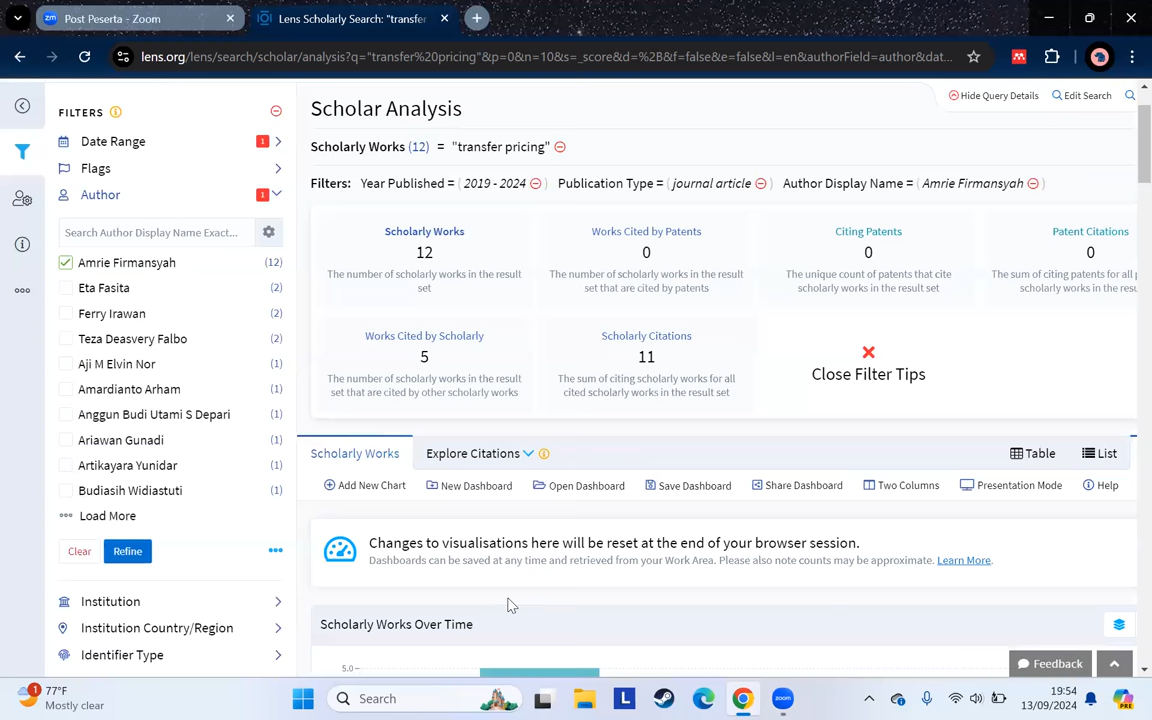 Post Peserta - Zoom
Lens Scholarly Search: "transfer
lens.org/lens/search/scholar/analysis?q="transfer%20pricing"&p=0&n=10&s=_score&d=%2B&f=false&e=false&l=en&authorField=author&dat...
FILTERS
Date Range 1
Flags
Author 1
Search Author Display Name Exact...
Amrie Firmansyah (12)
Eta Fasita (2)
Ferry Irawan (2)
Teza Deasvery Falbo (2)
Aji M Elvin Nor (1)
Amardianto Arham (1)
Anggun Budi Utami S Depari (1)
Ariawan Gunadi (1)
Artikayara Yunidar (1)
Budiasih Widiastuti (1)
Load More
Clear Refine
Institution
Institution Country/Region
Identifier Type
Hide Query Details Edit Search
Scholar Analysis
Scholarly Works (12) = "transfer pricing"
Filters: Year Published = ( 2019 - 2024 ) Publication Type = ( journal article ) Author Display Name = ( Amrie Firmansyah )
Scholarly Works
12
The number of scholarly works in the result
set
Works Cited by Patents
0
The number of scholarly works in the result
set that are cited by patents
Citing Patents
0
The unique count of patents that cite
scholarly works in the result set
Patent Citations
0
The sum of citing patents for all
scholarly works in the
Works Cited by Scholarly
5
The number of scholarly works in the result
set that are cited by other scholarly works
Scholarly Citations
11
The sum of citing scholarly works for all
cited scholarly works in the result set
Close Filter Tips
Scholarly Works Explore Citations Table List
Add New Chart New Dashboard Open Dashboard Save Dashboard Share Dashboard Two Columns Presentation Mode Help
Changes to visualisations here will be reset at the end of your browser session.
Dashboards can be saved at any time and retrieved from your Work Area. Please also note counts may be approximate. Learn More.
Scholarly Works Over Time
5.0
Feedback
1
77°F
Mostly clear
Search
L
zoom
19:54
13/09/2024
PRE